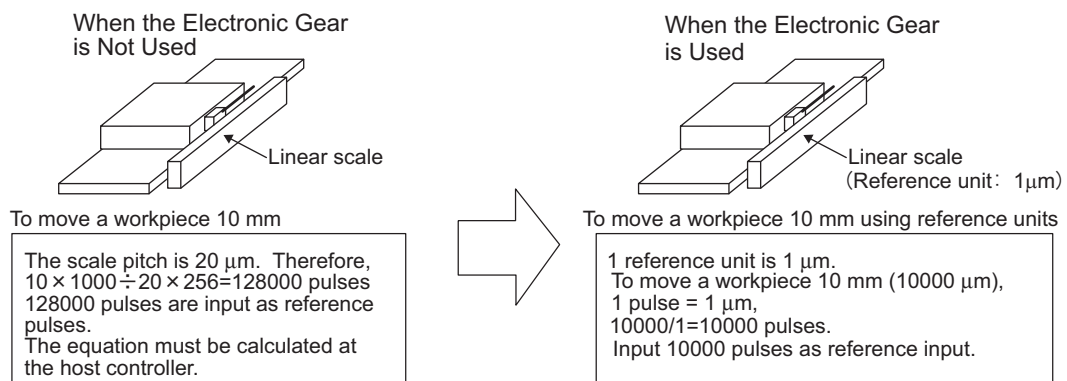 When the Electronic Gear
is Not Used
Linear scale
To move a workpiece 10 mm
The scale pitch is 20 μm. Therefore,
10×1000÷20×256=128000 pulses
128000 pulses are input as reference
pulses.
The equation must be calculated at
the host controller.
When the Electronic Gear
is Used
Linear scale
(Reference unit: 1μm)
To move a workpiece 10 mm using reference units
1 reference unit is 1 μm.
To move a workpiece 10 mm (10000 μm),
1 pulse = 1 μm,
10000/1=10000 pulses.
Input 10000 pulses as reference input.